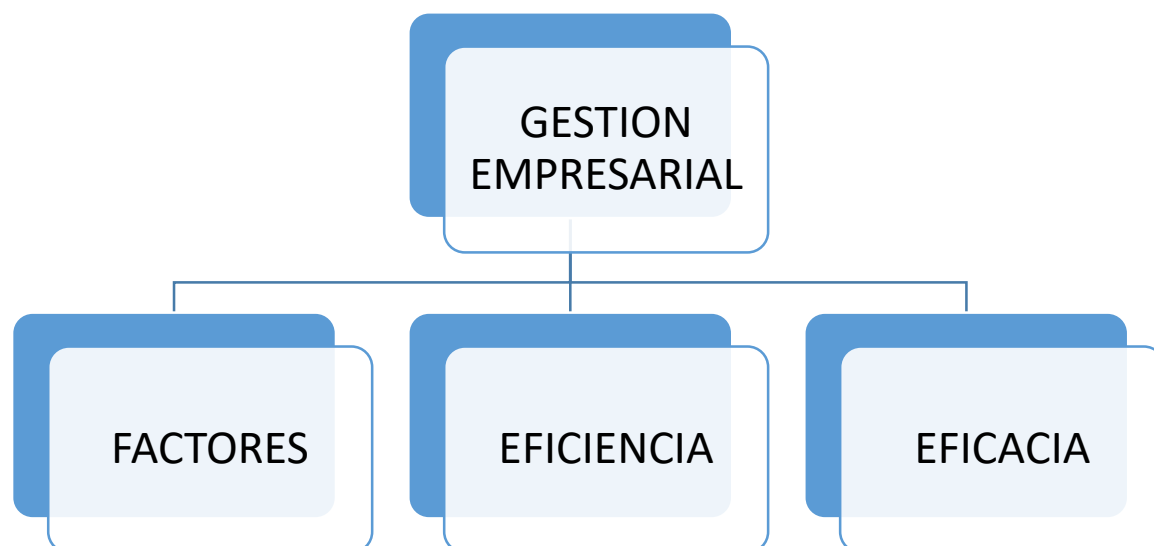 GESTION
EMPRESARIAL
FACTORES
EFICIENCIA
EFICACIA